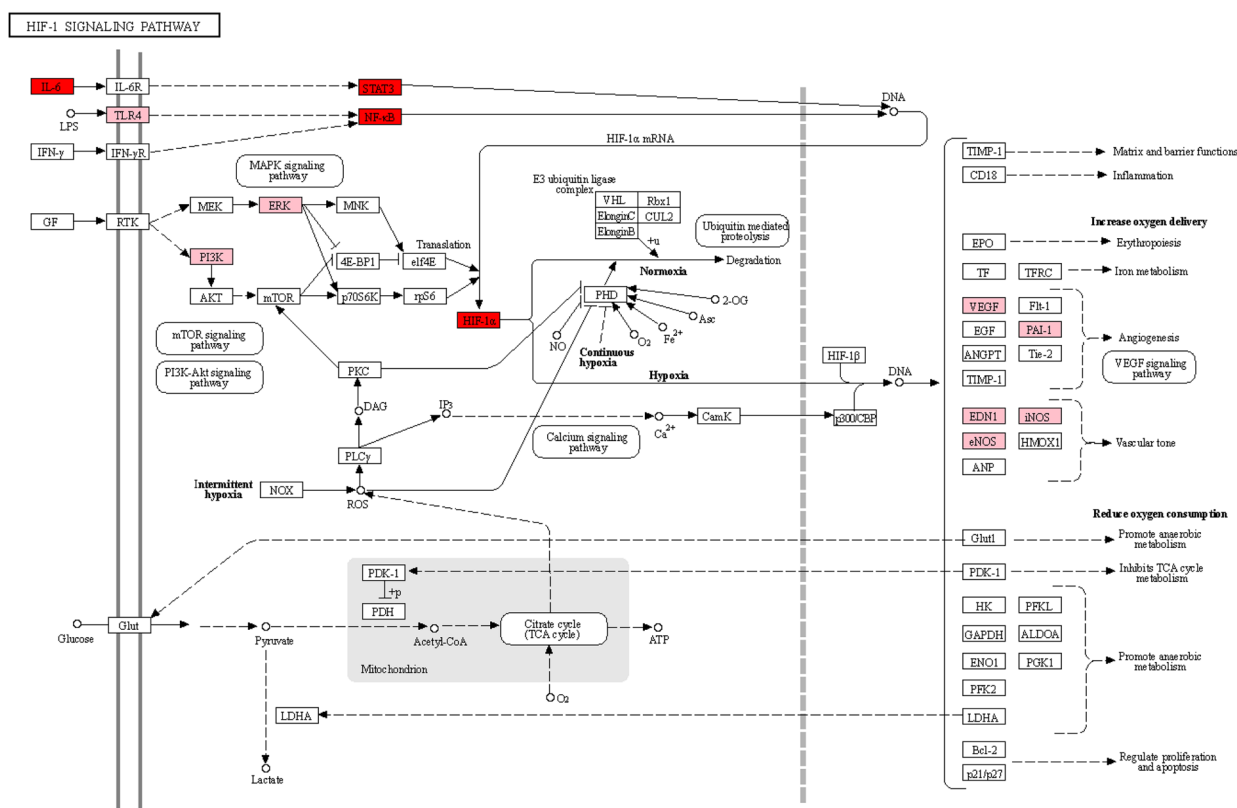 HIF-1 SIGNALING PATHWAY
IL-6
IL-6R
STAT3
DNA
LPS
TLR4
NF-κB
HIF-1α mRNA
IFN-γ
IFN-γR
MAPK signaling
pathway
E3 ubiquitin ligase
complex
VHL
Rbx1
ElonginC
CUL2
ElonginB
+u
Ubiquitin mediated
proteolysis
GF
RTK
MEK
ERK
MNK
Translation
4E-BP1
elf4E
Degradation
Normoxia
PI3K
AKT
mTOR
p70S6K
rpS6
HIF-1α
PHD
2-OG
Asc
Fe2+
O2
NO
Continuous
hypoxia
mTOR signaling
pathway
PI3K-Akt signaling
pathway
PKC
Hypoxia
HIF-1β
DNA
DAG
IP3
Ca2+
CamK
p300/CBP
Calcium signaling
pathway
PLCγ
Intermittent
hypoxia
NOX
ROS
PDK-1
+p
PDH
Glucose
Glut
Pyruvate
Acetyl-CoA
Citrate cycle
(TCA cycle)
ATP
Mitochondrion
O2
LDHA
Lactate
TIMP-1
Matrix and barrier functions
CD18
Inflammation
Increase oxygen delivery
EPO
Erythropoiesis
TF
TFRC
Iron metabolism
VEGF
Flt-1
EGF
PAI-1
Angiogenesis
ANGPT
Tie-2
VEGF signaling
pathway
TIMP-1
EDN1
iNOS
eNOS
HMOX1
Vascular tone
ANP
Reduce oxygen consumption
Glut1
Promote anaerobic
metabolism
PDK-1
Inhibits TCA cycle
metabolism
HK
PFKL
GAPDH
ALDOA
ENO1
PGK1
Promote anaerobic
metabolism
PFK2
LDHA
Bcl-2
p21/p27
Regulate proliferation
and apoptosis